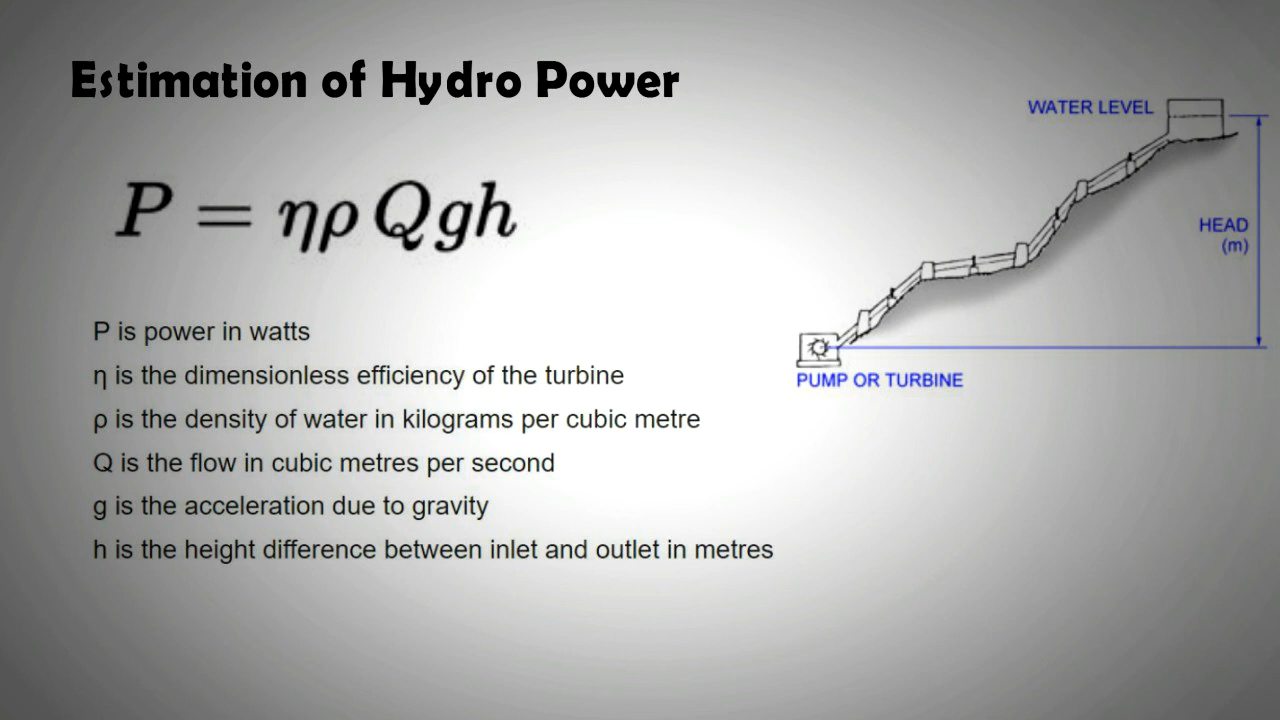 Estimation of Hydro Power
P = ηρ Qgh
P is power in watts
η is the dimensionless efficiency of the turbine
ρ is the density of water in kilograms per cubic metre
Q is the flow in cubic metres per second
g is the acceleration due to gravity
h is the height difference between inlet and outlet in metres
WATER LEVEL
HEAD
(m)
PUMP OR TURBINE